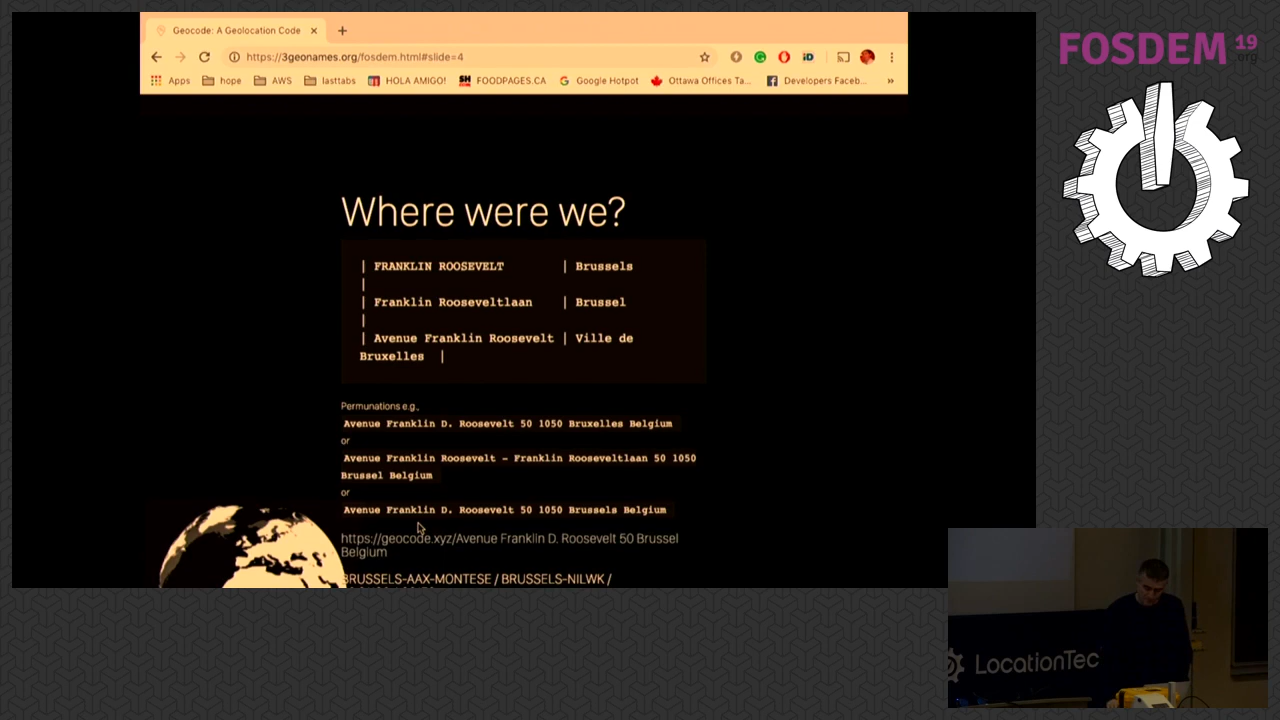 Geocode: A Geolocation Code
https://3geonames.org/fosdem.html#slide=4
Apps hope AWS lasttabs HOLA AMIGO! FOODPAGES.CA Google Hotpot Ottawa Offices Ta... Developers Faceb... »
Where were we?
| FRANKLIN ROOSEVELT | Brussels
|
| Franklin Rooseveltlaan | Brussel
|
| Avenue Franklin Roosevelt | Ville de
Bruxelles |
Permunations e.g.,
Avenue Franklin D. Roosevelt 50 1050 Bruxelles Belgium
or
Avenue Franklin Roosevelt - Franklin Rooseveltlaan 50 1050
Brussel Belgium
or
Avenue Franklin D. Roosevelt 50 1050 Brussels Belgium
https://geocode.xyz/Avenue Franklin D. Roosevelt 50 Brussel
Belgium
BRUSSELS-AAX-MONTESE / BRUSSELS-NILWK /
FOSDEM 19
.org
LocationTec